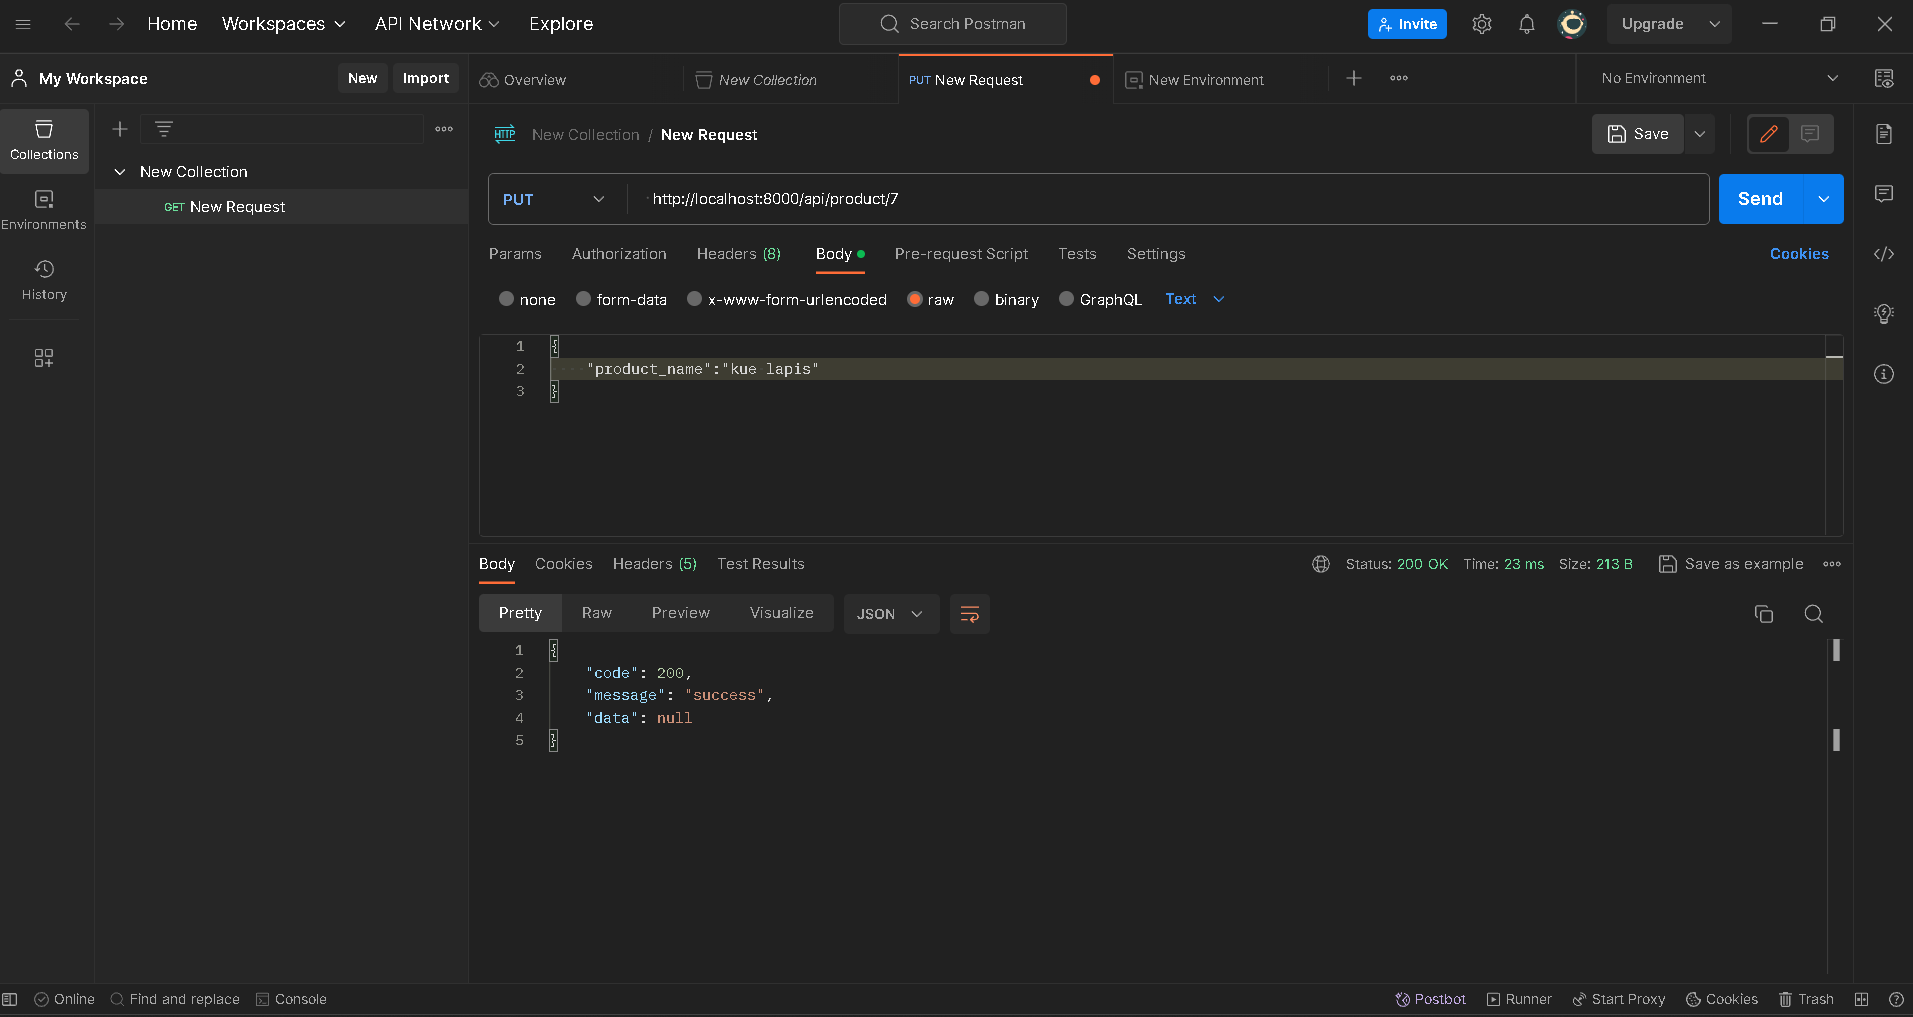 Home Workspaces API Network Explore Search Postman Invite Upgrade
My Workspace New Import Overview New Collection PUT New Request New Environment No Environment
Collections
Environments
History
New Collection
GET New Request
HTTP New Collection / New Request Save
PUT http://localhost:8000/api/product/7 Send
Params Authorization Headers (8) Body Pre-request Script Tests Settings Cookies
none form-data x-www-form-urlencoded raw binary GraphQL Text
1 {
2 "product_name":"kue lapis"
3 }
Body Cookies Headers (5) Test Results Status: 200 OK Time: 23 ms Size: 213 B Save as example
Pretty Raw Preview Visualize JSON
1 {
2 "code": 200,
3 "message": "success",
4 "data": null
5 }
Online Find and replace Console Postbot Runner Start Proxy Cookies Trash